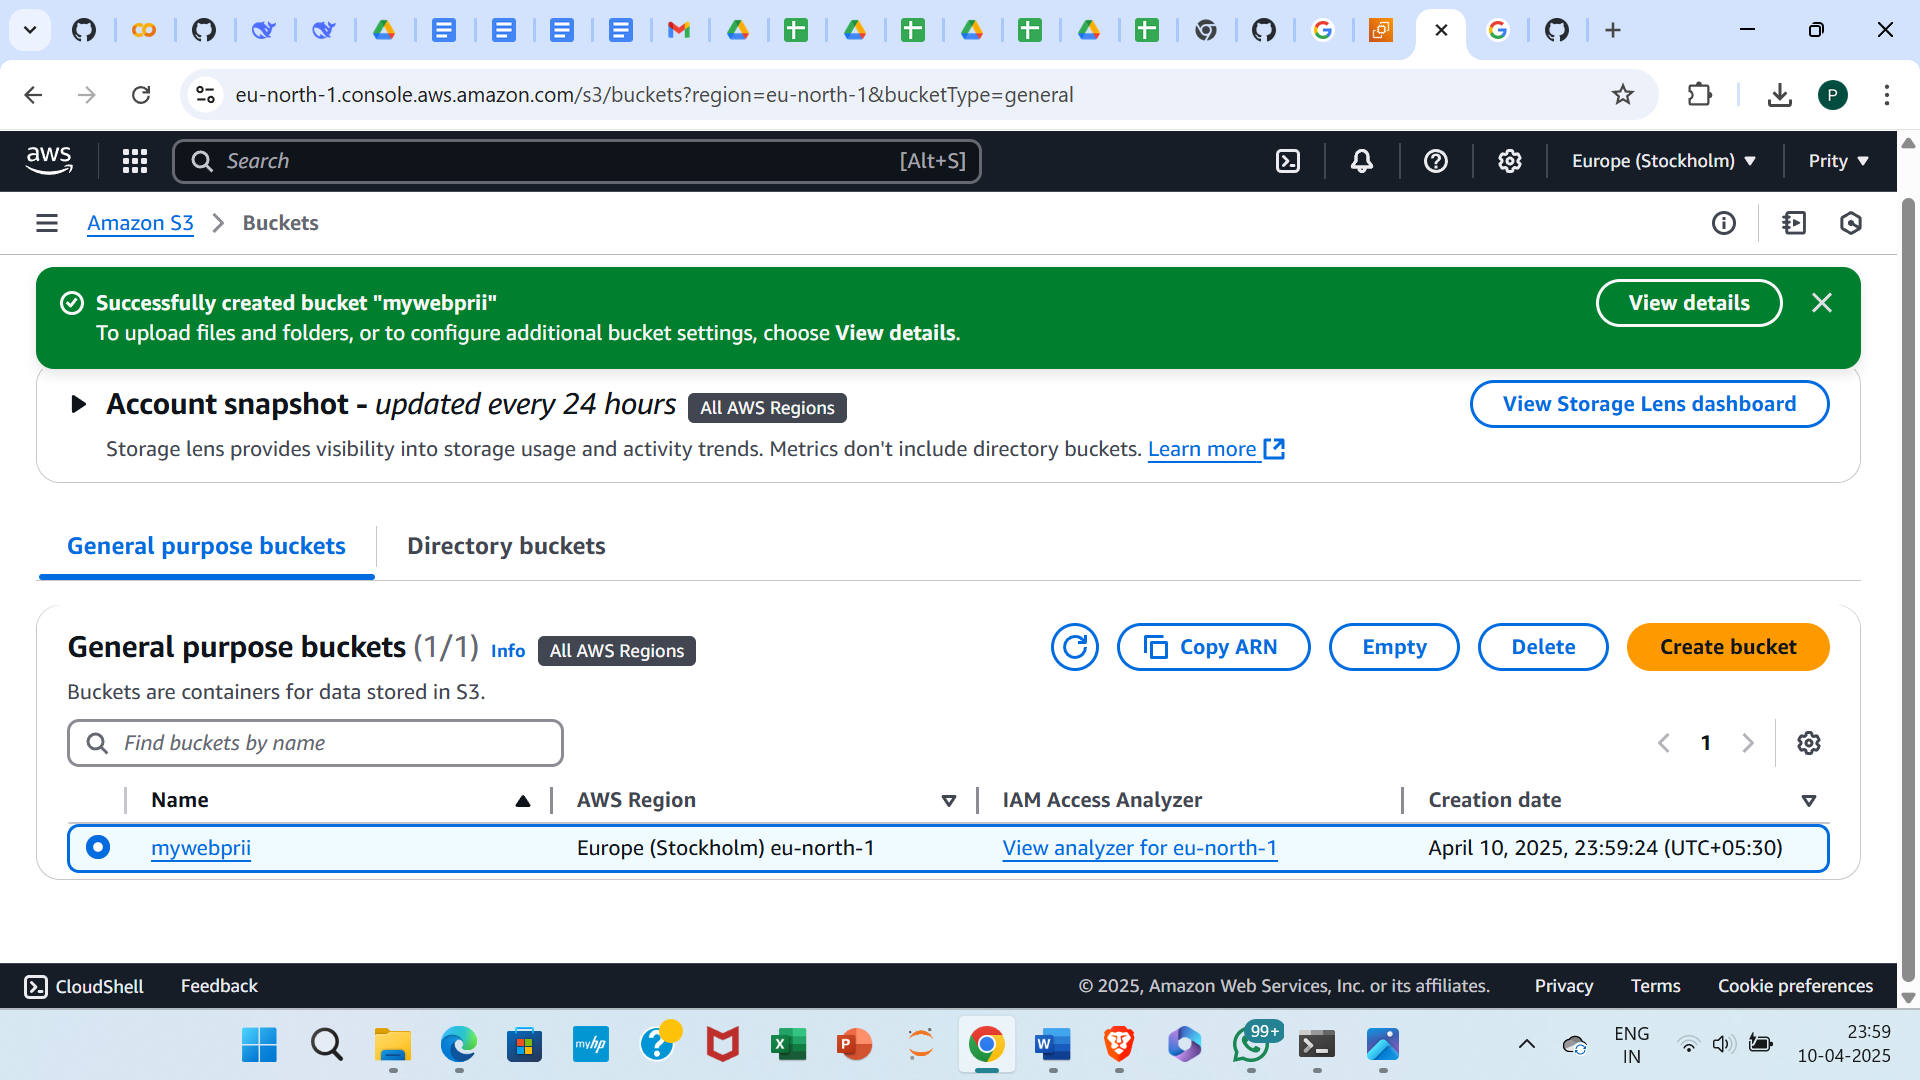 eu-north-1.console.aws.amazon.com/s3/buckets?region=eu-north-1&bucketType=general
P
aws
Search
[Alt+S]
Europe (Stockholm)
Prity
Amazon S3
Buckets
Successfully created bucket "mywebprii"
View details
To upload files and folders, or to configure additional bucket settings, choose View details.
Account snapshot - updated every 24 hours
All AWS Regions
View Storage Lens dashboard
Storage lens provides visibility into storage usage and activity trends. Metrics don't include directory buckets. Learn more
General purpose buckets
Directory buckets
General purpose buckets (1/1) Info
All AWS Regions
Copy ARN
Empty
Delete
Create bucket
Buckets are containers for data stored in S3.
Find buckets by name
1
Name
AWS Region
IAM Access Analyzer
Creation date
mywebprii
Europe (Stockholm) eu-north-1
View analyzer for eu-north-1
April 10, 2025, 23:59:24 (UTC+05:30)
CloudShell
Feedback
© 2025, Amazon Web Services, Inc. or its affiliates.
Privacy
Terms
Cookie preferences
myhp
99+
ENG
IN
23:59
10-04-2025